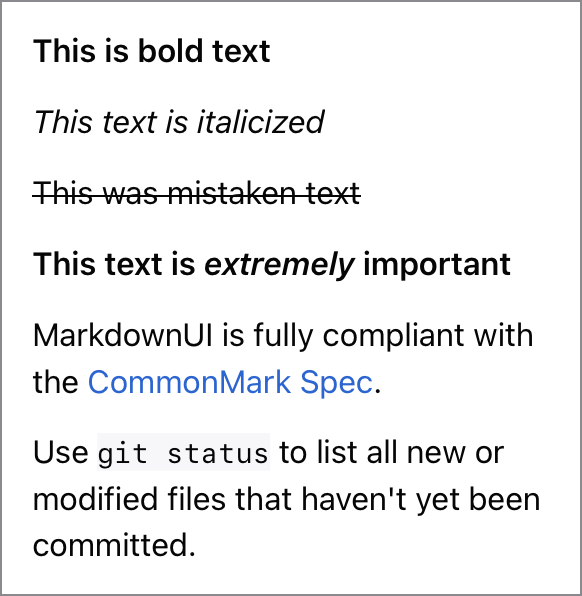 This is bold text
This text is italicized
This was mistaken text
This text is extremely important
MarkdownUI is fully compliant with
the CommonMark Spec.
Use git status to list all new or
modified files that haven't yet been
committed.